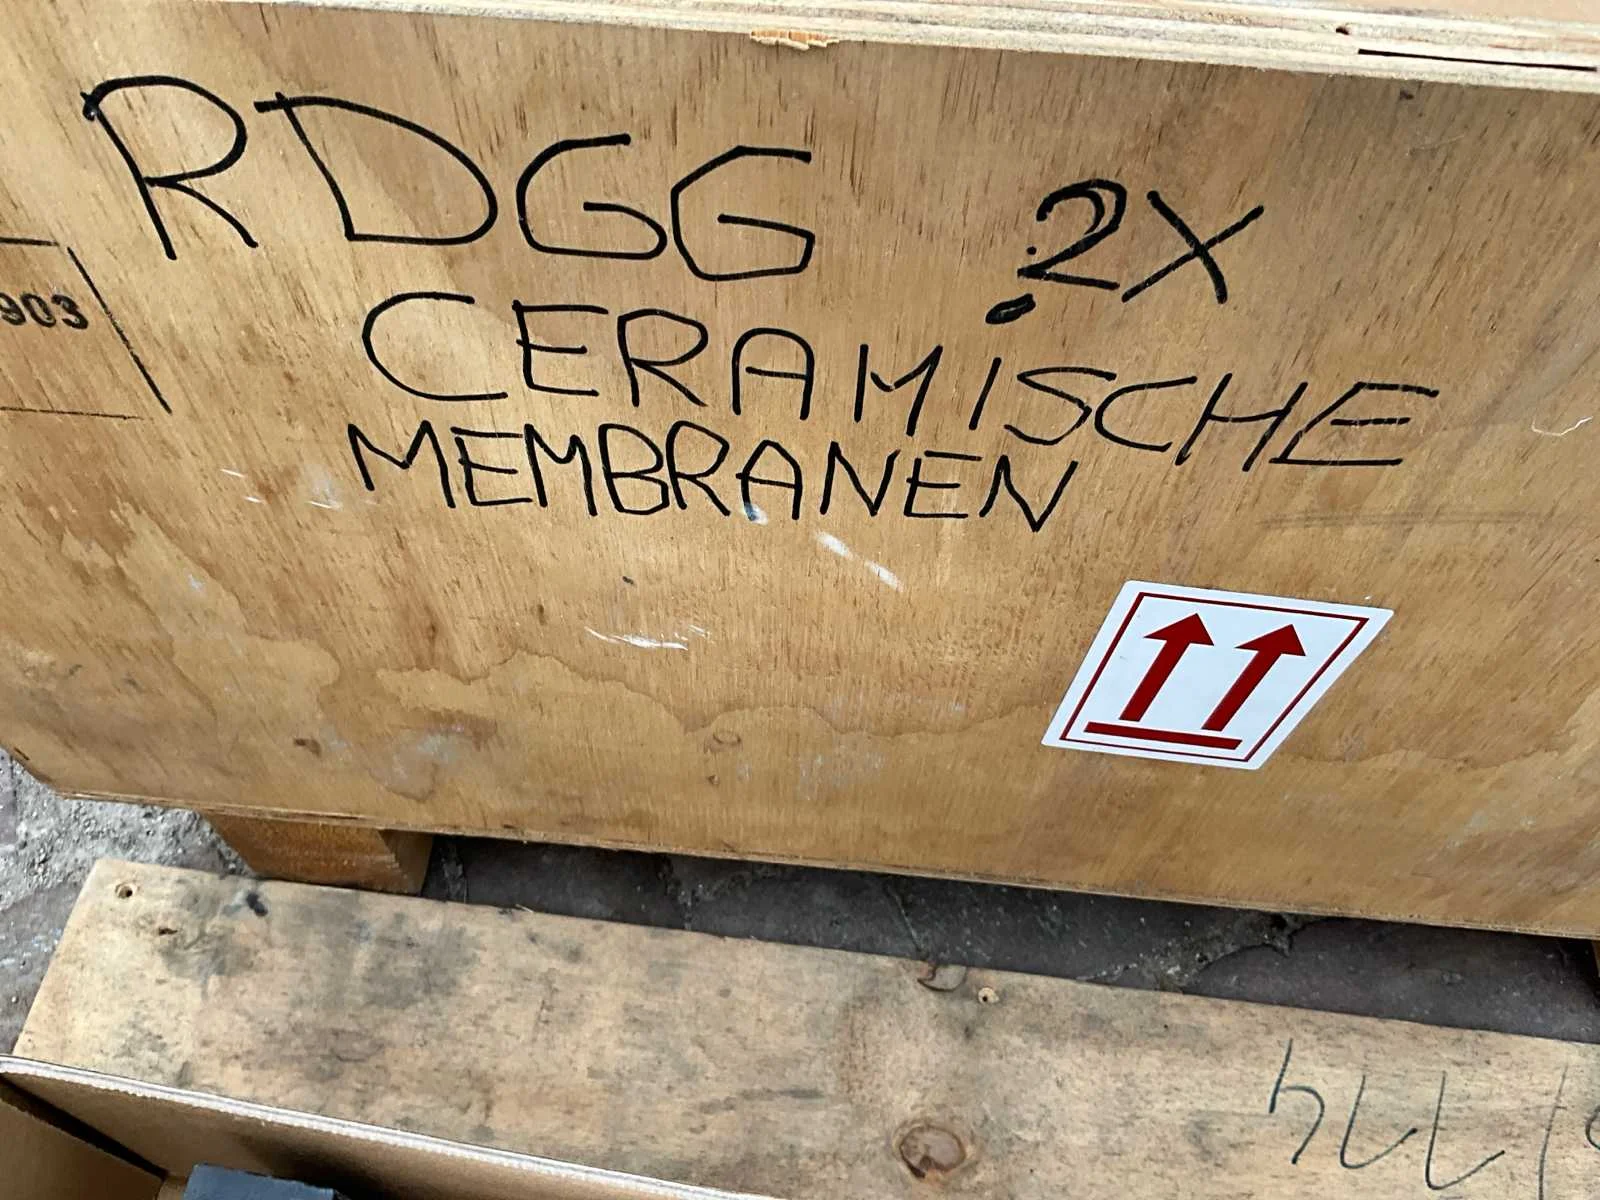 RDGG 2X
903
CERAMISCHE
MEMBRANEN